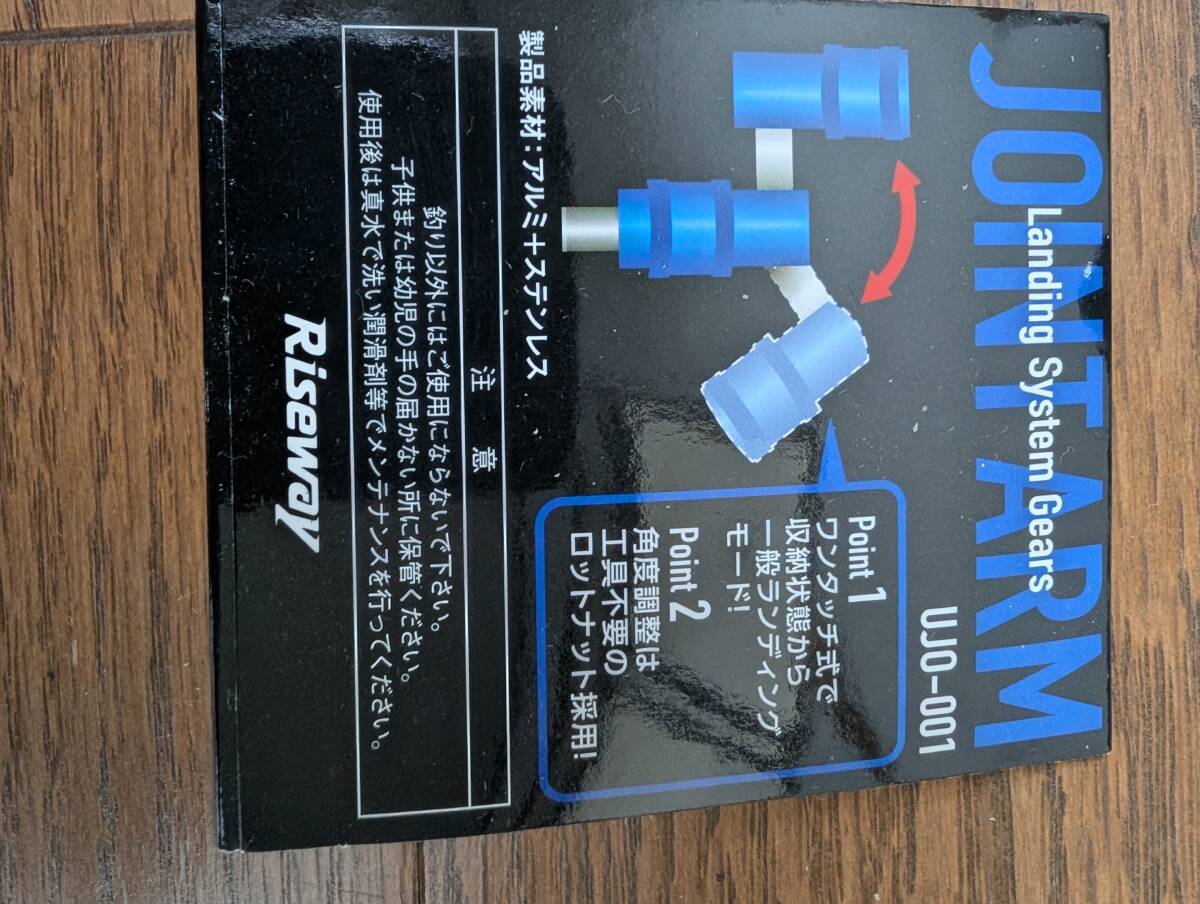 JOINT ARM
Landing System Gears
UJO-001
Point 1
ワンタッチ式で
収納状態から
一般ランディング
モード!
Point 2
角度調整は
工具不要の
ロットナット採用!
製品素材:アルミ+ステンレス
注 意
釣り以外にはご使用にならないで下さい。
子供または幼児の手の届かない所に保管ください。
使用後は真水で洗い潤滑剤等でメンテナンスを行ってください。
Riseway